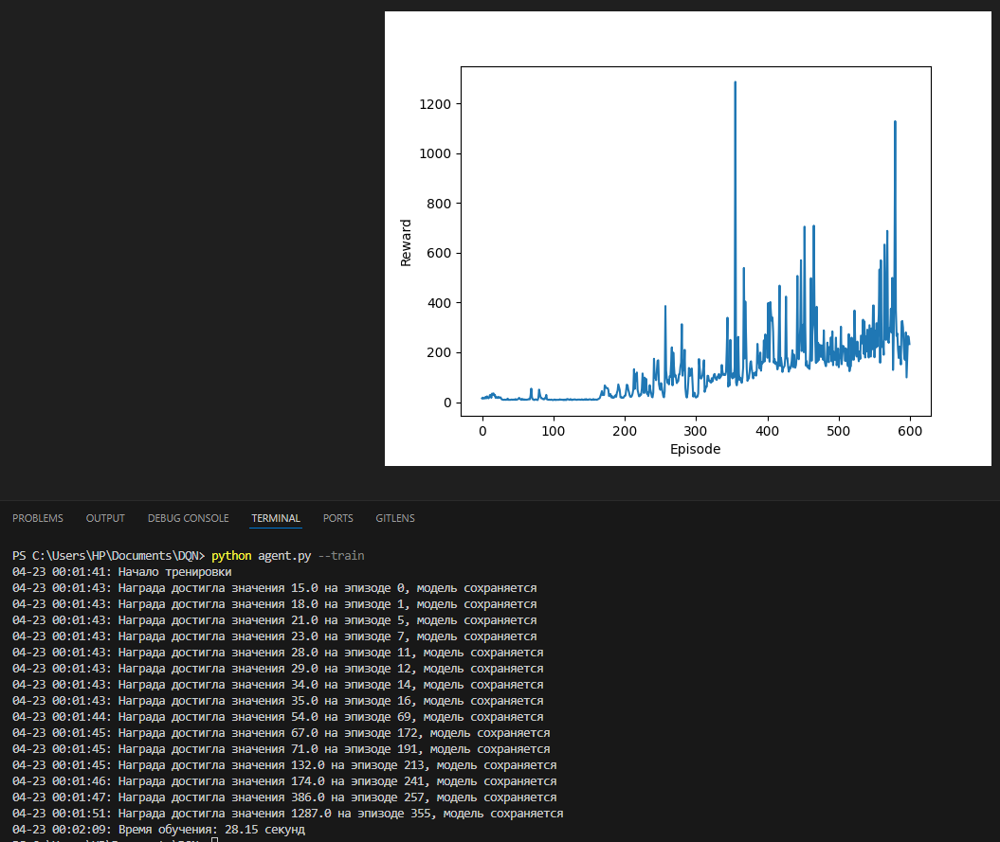 1200
1000
800
600
400
200
0
Reward
0 100 200 300 400 500 600
Episode
PROBLEMS OUTPUT DEBUG CONSOLE TERMINAL PORTS GITLENS
PS C:\Users\HP\Documents\DQN> python agent.py --train
04-23 00:01:41: Начало тренировки
04-23 00:01:43: Награда достигла значения 15.0 на эпизоде 0, модель сохраняется
04-23 00:01:43: Награда достигла значения 18.0 на эпизоде 1, модель сохраняется
04-23 00:01:43: Награда достигла значения 21.0 на эпизоде 5, модель сохраняется
04-23 00:01:43: Награда достигла значения 23.0 на эпизоде 7, модель сохраняется
04-23 00:01:43: Награда достигла значения 28.0 на эпизоде 11, модель сохраняется
04-23 00:01:43: Награда достигла значения 29.0 на эпизоде 12, модель сохраняется
04-23 00:01:43: Награда достигла значения 34.0 на эпизоде 14, модель сохраняется
04-23 00:01:43: Награда достигла значения 35.0 на эпизоде 16, модель сохраняется
04-23 00:01:44: Награда достигла значения 54.0 на эпизоде 69, модель сохраняется
04-23 00:01:45: Награда достигла значения 67.0 на эпизоде 172, модель сохраняется
04-23 00:01:45: Награда достигла значения 71.0 на эпизоде 191, модель сохраняется
04-23 00:01:45: Награда достигла значения 132.0 на эпизоде 213, модель сохраняется
04-23 00:01:46: Награда достигла значения 174.0 на эпизоде 241, модель сохраняется
04-23 00:01:47: Награда достигла значения 386.0 на эпизоде 257, модель сохраняется
04-23 00:01:51: Награда достигла значения 1287.0 на эпизоде 355, модель сохраняется
04-23 00:02:09: Время обучения: 28.15 секунд